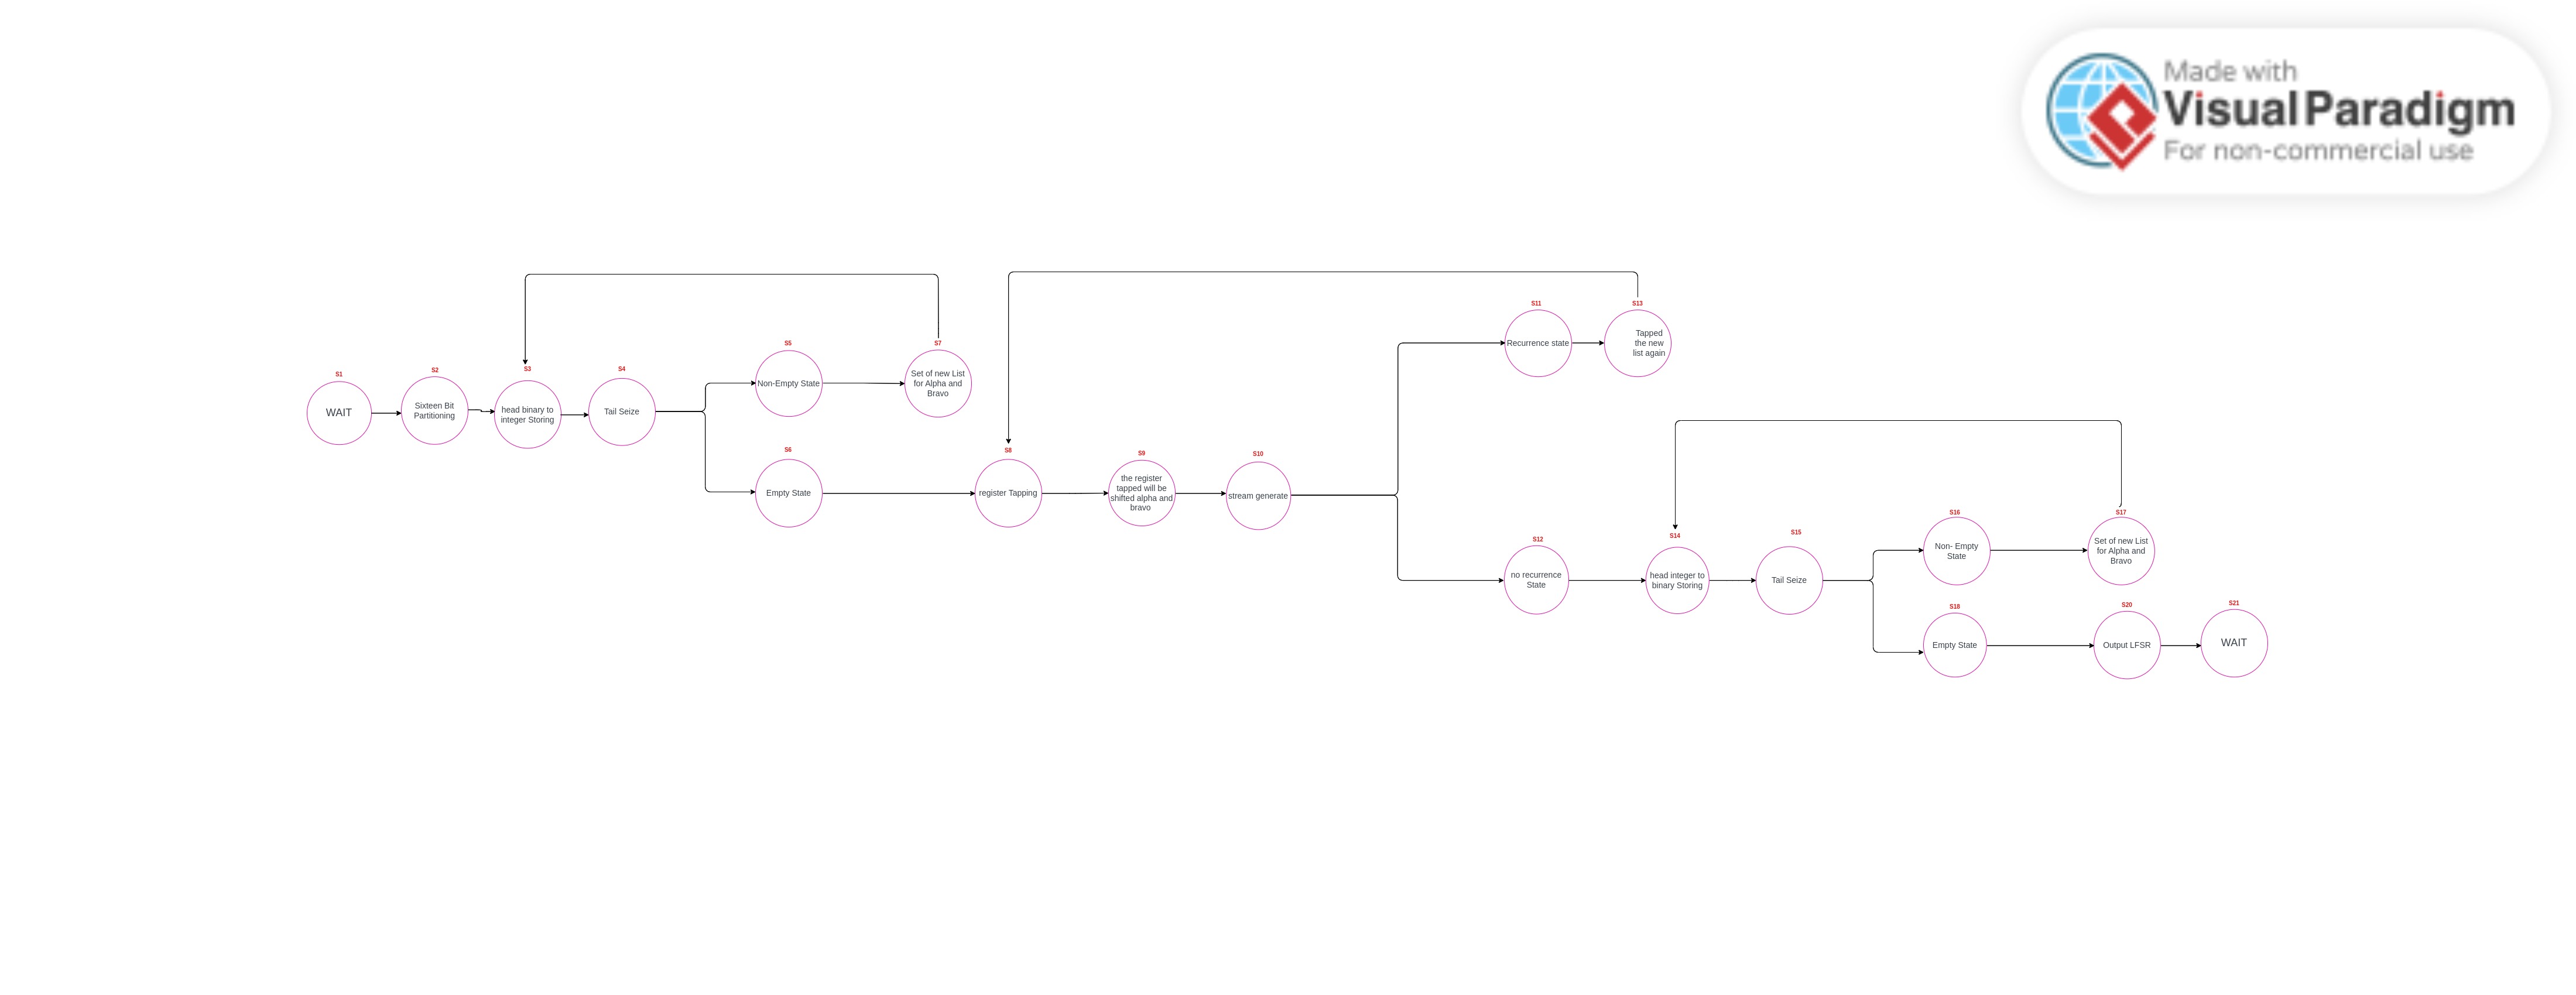 Made with
Visual Paradigm
For non-commercial use
S1
WAIT
S2
Sixteen Bit
Partitioning
S3
head binary to
integer Storing
S4
Tail Seize
S5
Non-Empty State
S6
Empty State
S7
Set of new List
for Alpha and
Bravo
S8
register Tapping
S9
the register
tapped will be
shifted alpha and
bravo
S10
stream generate
S11
Recurrence state
S13
Tapped
the new
list again
S12
no recurrence
State
S14
head integer to
binary Storing
S15
Tail Seize
S16
Non- Empty
State
S17
Set of new List
for Alpha and
Bravo
S18
Empty State
S20
Output LFSR
S21
WAIT